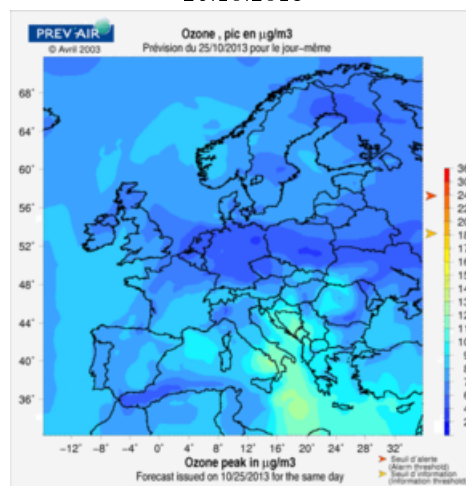 PREV'AIR
© Avril 2003
Ozone , pic en µg/m3
Prévision du 25/10/2013 pour le jour-même
68°
64°
60°
56°
52°
48°
44°
40°
36°
-12° -8° -4° 0° 4° 8° 12° 16° 20° 24° 28° 32°
Ozone peak in µg/m3
Forecast issued on 10/25/2013 for the same day
Seuil d'alerte
(Alarm threshold)
Seuil d'information
(Information threshold)